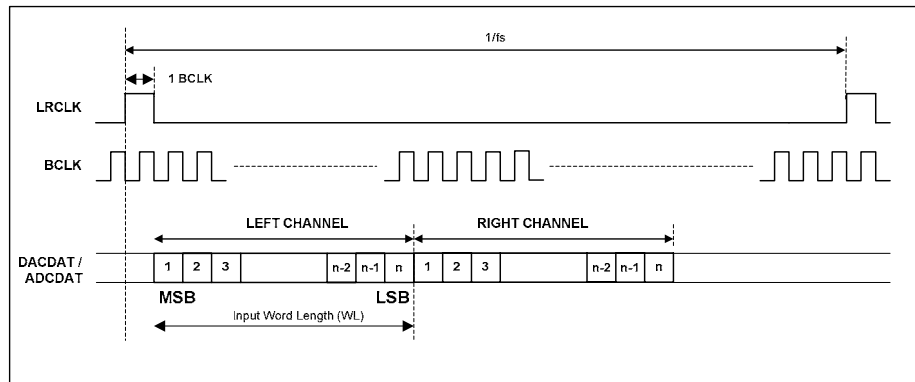 1/fs
1 BCLK
LRCLK
BCLK
LEFT CHANNEL RIGHT CHANNEL
DACDAT /
ADCDAT
1 2 3 n-2 n-1 n 1 2 3 n-2 n-1 n
MSB LSB
Input Word Length (WL)